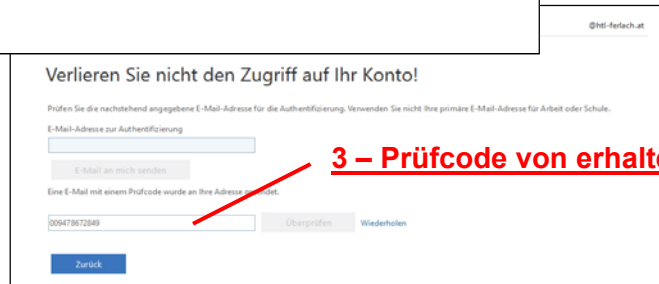 @htl-ferlach.at
Verlieren Sie nicht den Zugriff auf Ihr Konto!
Prüfen Sie die nachstehend angegebene E-Mail-Adresse für die Authentifizierung. Verwenden Sie nicht Ihre primäre E-Mail-Adresse für Arbeit oder Schule.
E-Mail-Adresse zur Authentifizierung
E-Mail an mich senden
3 – Prüfcode von erhalte
Eine E-Mail mit einem Prüfcode wurde an Ihre Adresse gesendet.
009478672849 Überprüfen Wiederholen
Zurück